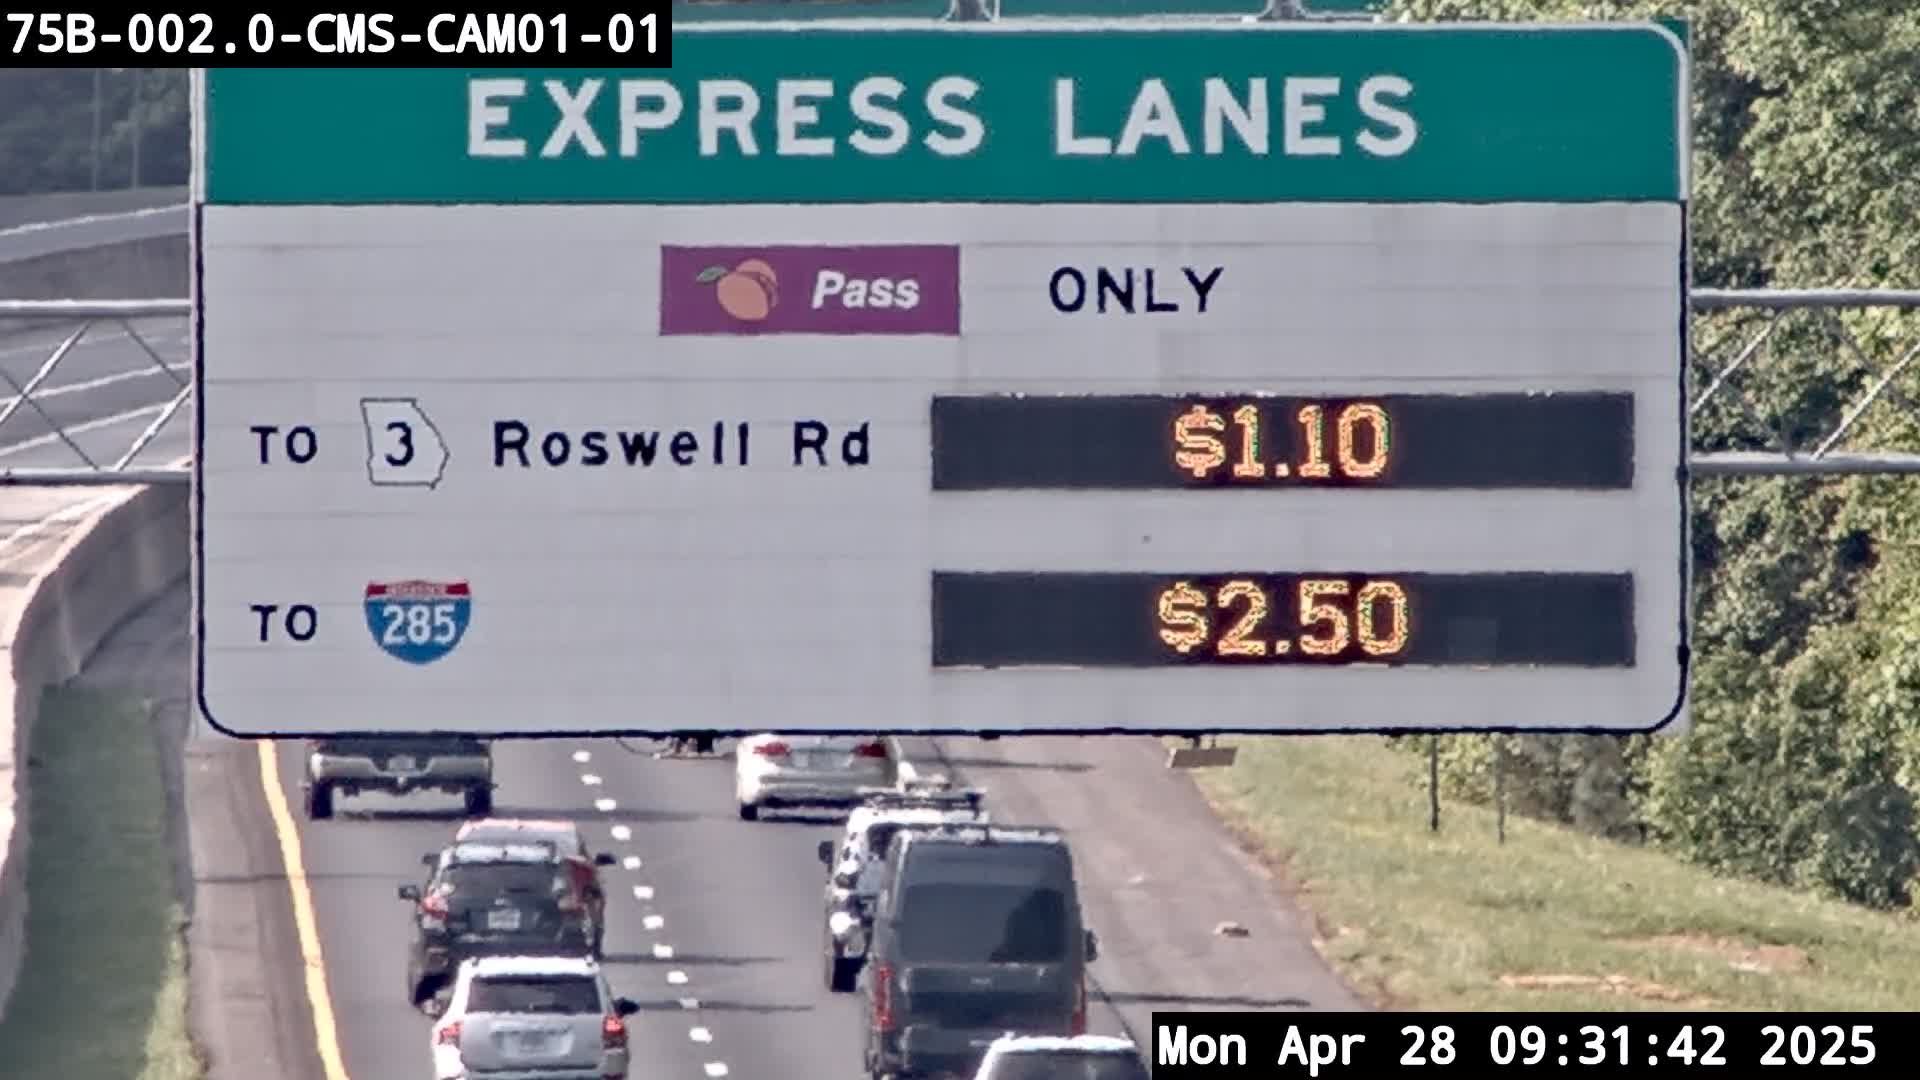 75B-002.0-CMS-CAM01-01
EXPRESS LANES
Pass ONLY
TO 3 Roswell Rd $1.10
TO 285 $2.50
Mon Apr 28 09:31:42 2025